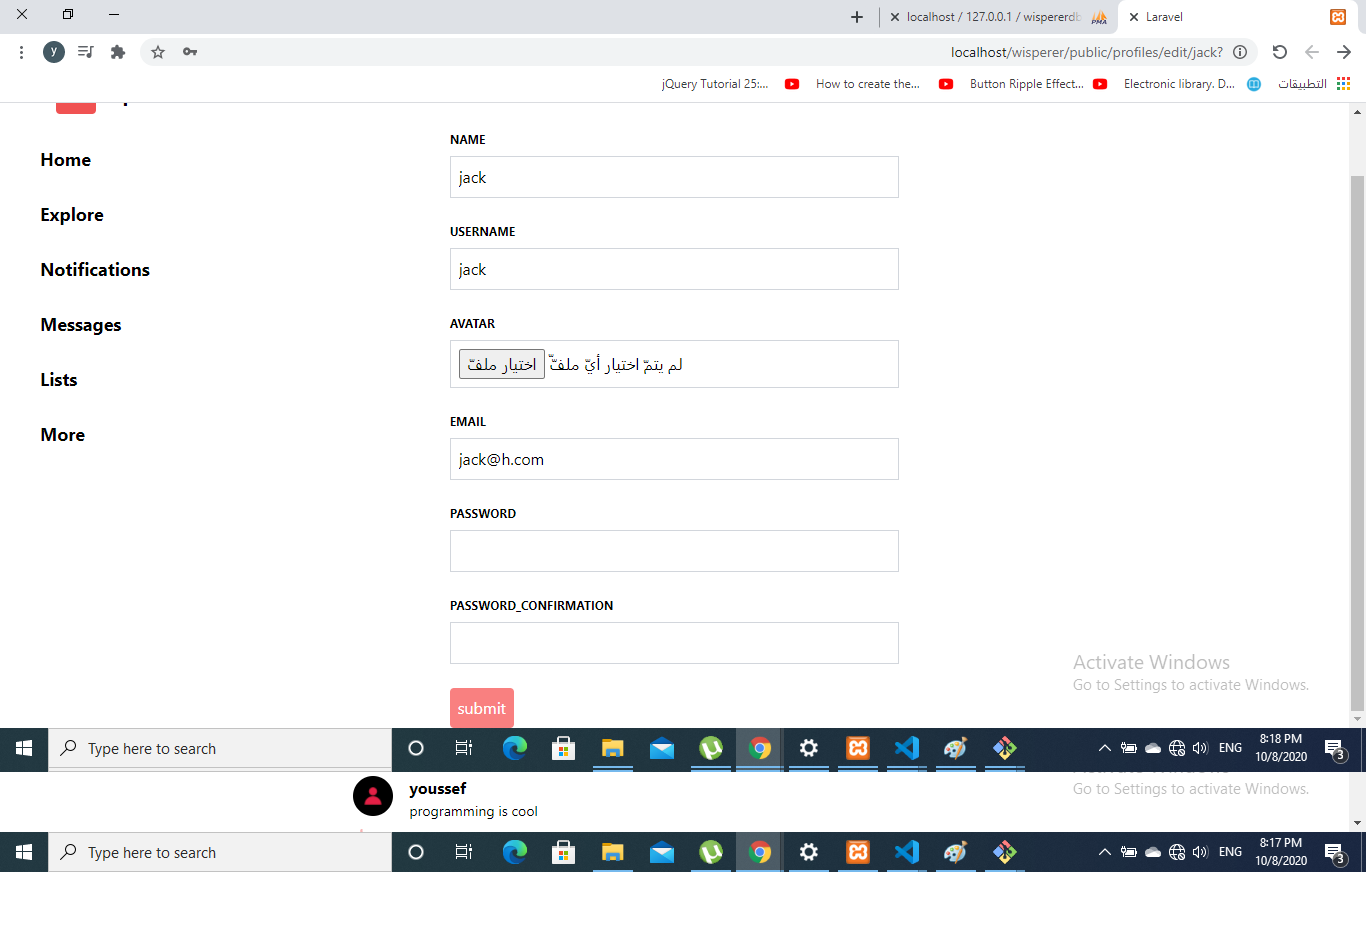 localhost / 127.0.0.1 / wispererdb
Laravel
y
localhost/wisperer/public/profiles/edit/jack?
jQuery Tutorial 25:...
How to create the...
Button Ripple Effect...
Electronic library. D...
التطبيقات
NAME
jack
Home
Explore
USERNAME
jack
Notifications
Messages
AVATAR
اختيار ملفّ لم يتمّ اختيار أيّ ملفّ
Lists
More
EMAIL
jack@h.com
PASSWORD
PASSWORD_CONFIRMATION
submit
Activate Windows
Go to Settings to activate Windows.
Type here to search
ENG
8:18 PM
10/8/2020
3
youssef
programming is cool
Go to Settings to activate Windows.
Type here to search
ENG
8:17 PM
10/8/2020
3